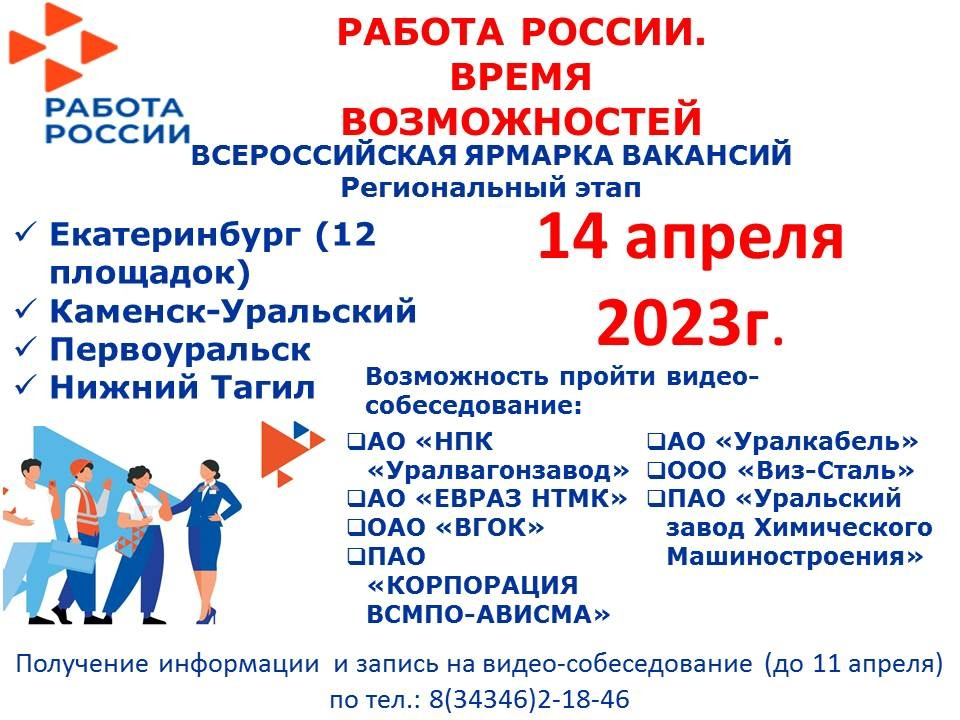 РАБОТА
РОССИИ
РАБОТА РОССИИ.
ВРЕМЯ
ВОЗМОЖНОСТЕЙ
ВСЕРОССИЙСКАЯ ЯРМАРКА ВАКАНСИЙ
Региональный этап
14 апреля
2023г.
Екатеринбург (12
площадок)
Каменск-Уральский
Первоуральск
Нижний Тагил
Возможность пройти видео-
собеседование:
АО «НПК
«Уралвагонзавод»
АО «ЕВРАЗ НТМК»
ОАО «ВГОК»
ПАО
«КОРПОРАЦИЯ
ВСМПО-АВИСМА»
АО «Уралкабель»
ООО «Виз-Сталь»
ПАО «Уральский
завод Химического
Машиностроения»
Получение информации и запись на видео-собеседование (до 11 апреля)
по тел.: 8(34346)2-18-46